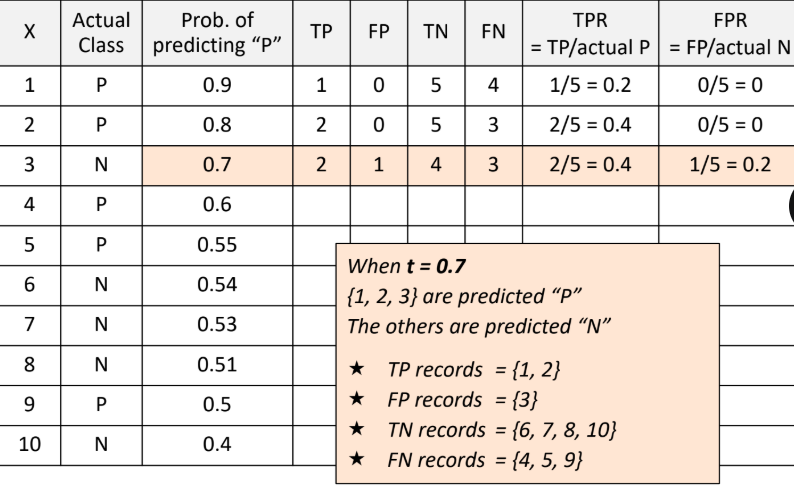 X Actual Class Prob. of predicting “P” TP FP TN FN TPR = TP/actual P FPR = FP/actual N
1 P 0.9 1 0 5 4 1/5 = 0.2 0/5 = 0
2 P 0.8 2 0 5 3 2/5 = 0.4 0/5 = 0
3 N 0.7 2 1 4 3 2/5 = 0.4 1/5 = 0.2
4 P 0.6
5 P 0.55
6 N 0.54
7 N 0.53
8 N 0.51
9 P 0.5
10 N 0.4
When t = 0.7
{1, 2, 3} are predicted “P”
The others are predicted “N”
★ TP records = {1, 2}
★ FP records = {3}
★ TN records = {6, 7, 8, 10}
★ FN records = {4, 5, 9}